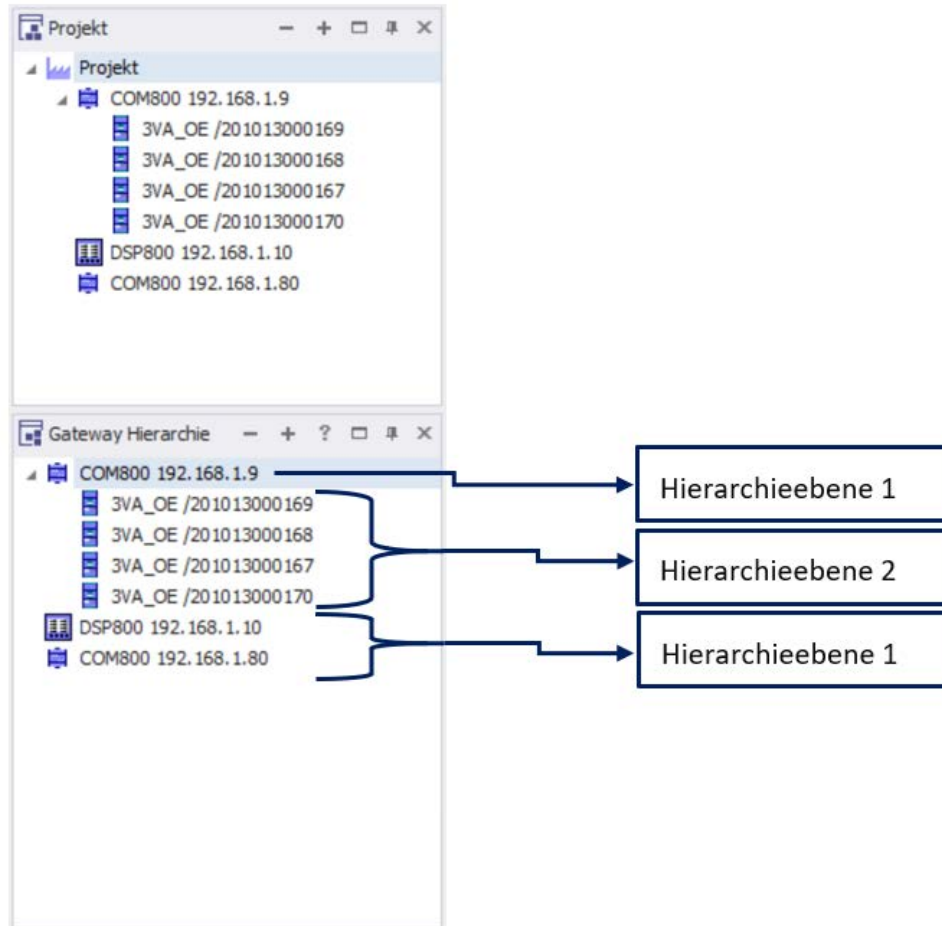 Projekt
Projekt
COM800 192.168.1.9
3VA_OE /201013000169
3VA_OE /201013000168
3VA_OE /201013000167
3VA_OE /201013000170
DSP800 192.168.1.10
COM800 192.168.1.80
Gateway Hierarchie
COM800 192.168.1.9
3VA_OE /201013000169
3VA_OE /201013000168
3VA_OE /201013000167
3VA_OE /201013000170
DSP800 192.168.1.10
COM800 192.168.1.80
Hierarchieebene 1
Hierarchieebene 2
Hierarchieebene 1